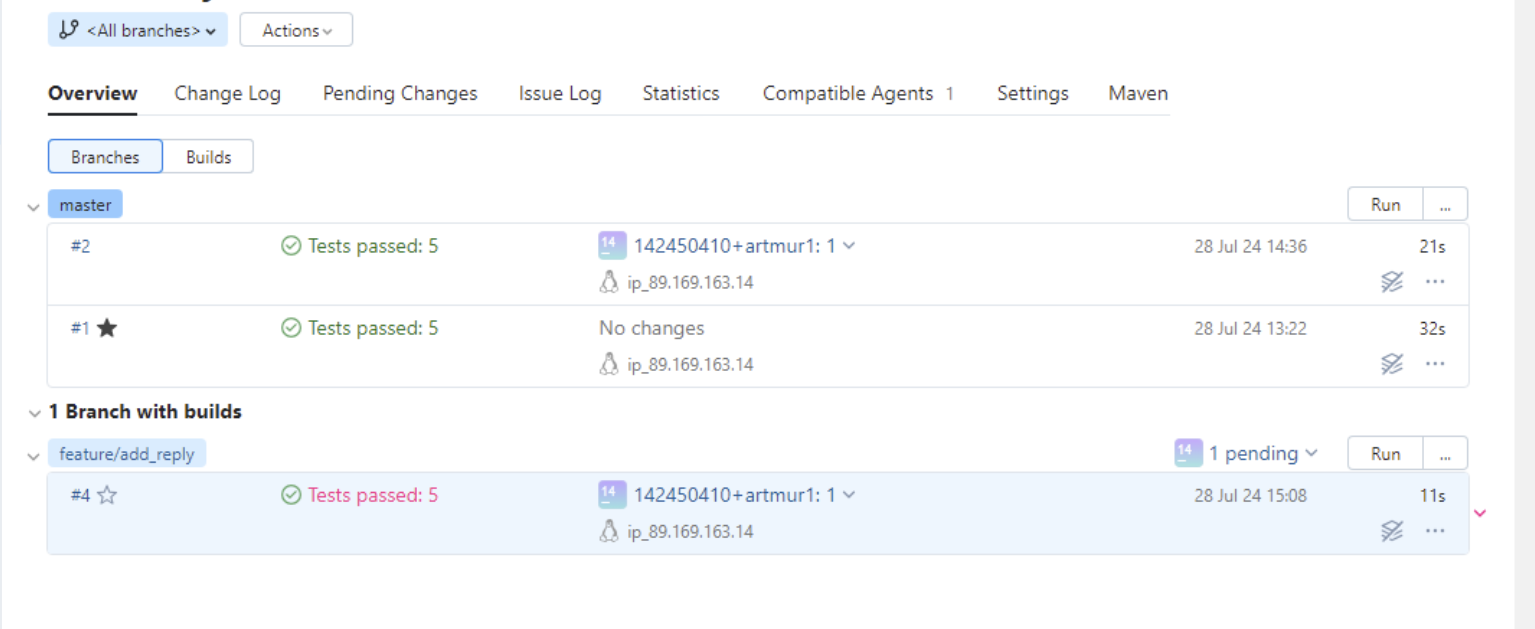 <All branches>
Actions
Overview Change Log Pending Changes Issue Log Statistics Compatible Agents 1 Settings Maven
Branches Builds
master Run ...
#2 Tests passed: 5 14 142450410+artmur1: 1 28 Jul 24 14:36 21s
ip_89.169.163.14
#1 Tests passed: 5 No changes 28 Jul 24 13:22 32s
ip_89.169.163.14
1 Branch with builds
feature/add_reply 14 1 pending Run ...
#4 Tests passed: 5 14 142450410+artmur1: 1 28 Jul 24 15:08 11s
ip_89.169.163.14